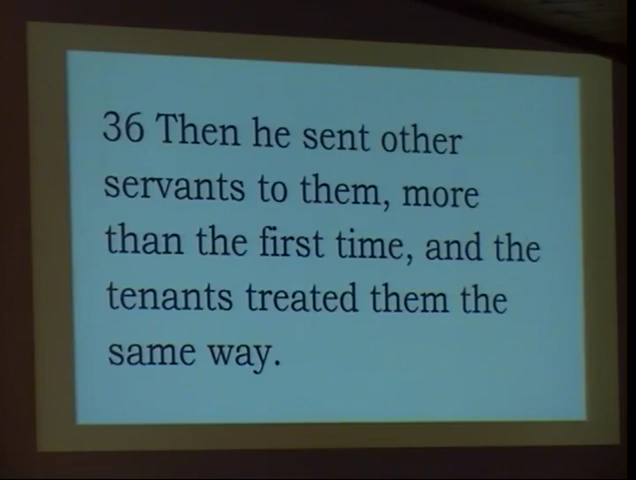 36 Then he sent other
servants to them, more
than the first time, and the
tenants treated them the
same way.